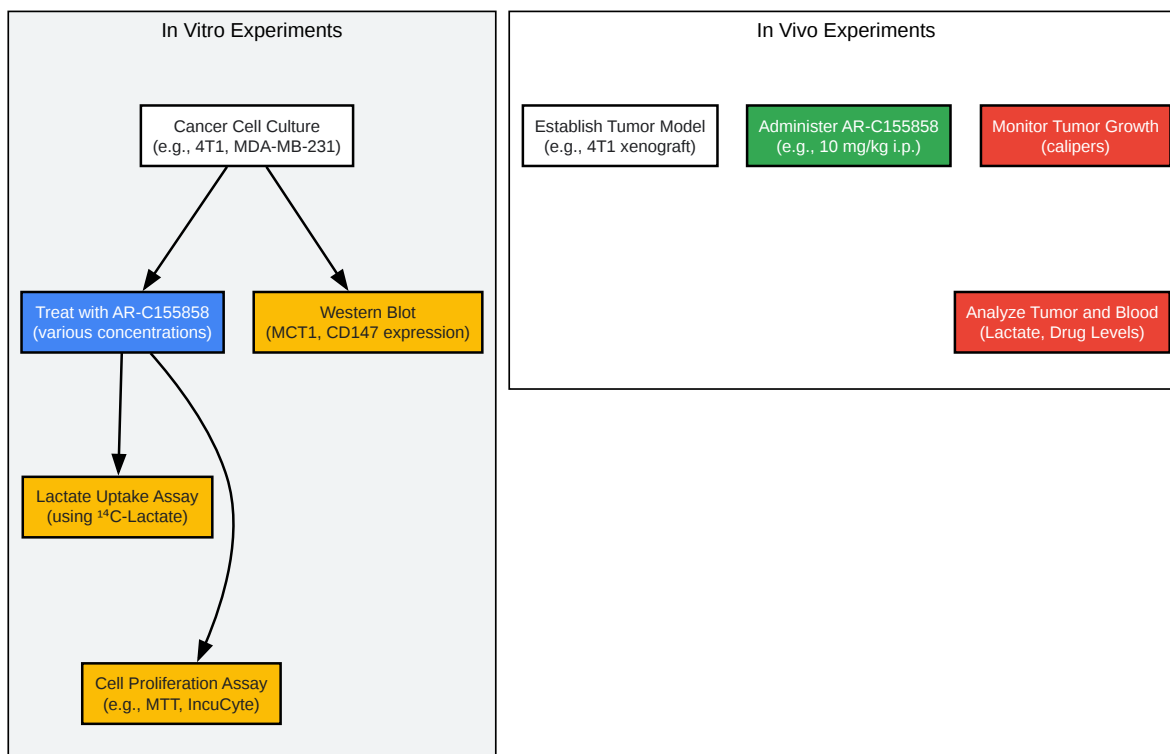 In Vitro Experiments
Cancer Cell Culture
(e.g., 4T1, MDA-MB-231)
Treat with AR-C155858
(various concentrations)
Western Blot
(MCT1, CD147 expression)
Lactate Uptake Assay
(using ¹⁴C-Lactate)
Cell Proliferation Assay
(e.g., MTT, IncuCyte)
In Vivo Experiments
Establish Tumor Model
(e.g., 4T1 xenograft)
Administer AR-C155858
(e.g., 10 mg/kg i.p.)
Monitor Tumor Growth
(calipers)
Analyze Tumor and Blood
(Lactate, Drug Levels)